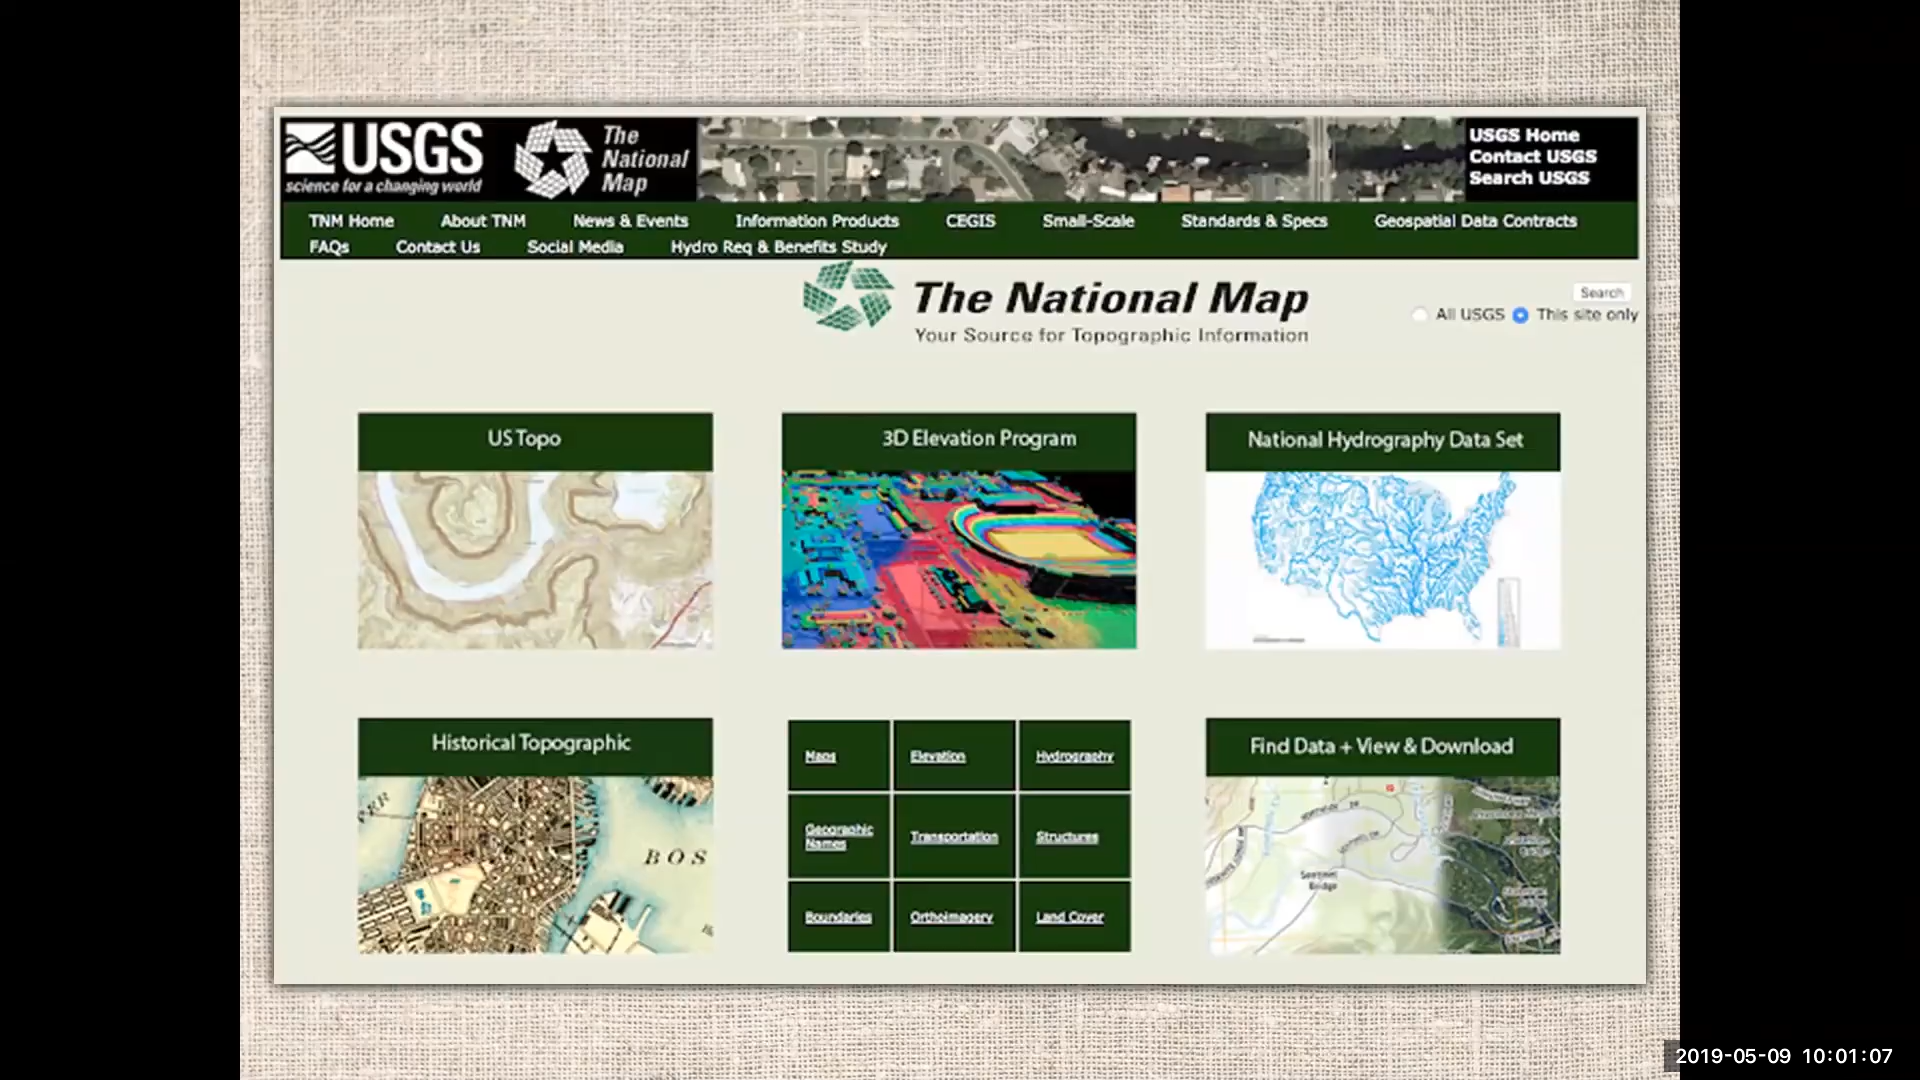 USGS
science for a changing world
The
National
Map
USGS Home
Contact USGS
Search USGS
TNM Home About TNM News & Events Information Products CEGIS Small-Scale Standards & Specs Geospatial Data Contracts
FAQs Contact Us Social Media Hydro Req & Benefits Study
The National Map
Your Source for Topographic Information
Search
All USGS This site only
US Topo
3D Elevation Program
National Hydrography Data Set
Historical Topographic
BOS
Maps Elevation Hydrography
Geographic
Names
Transportation Structures
Boundaries Orthoimagery Land Cover
Find Data + View & Download
Sentinel
Bridge
2019-05-09 10:01:07